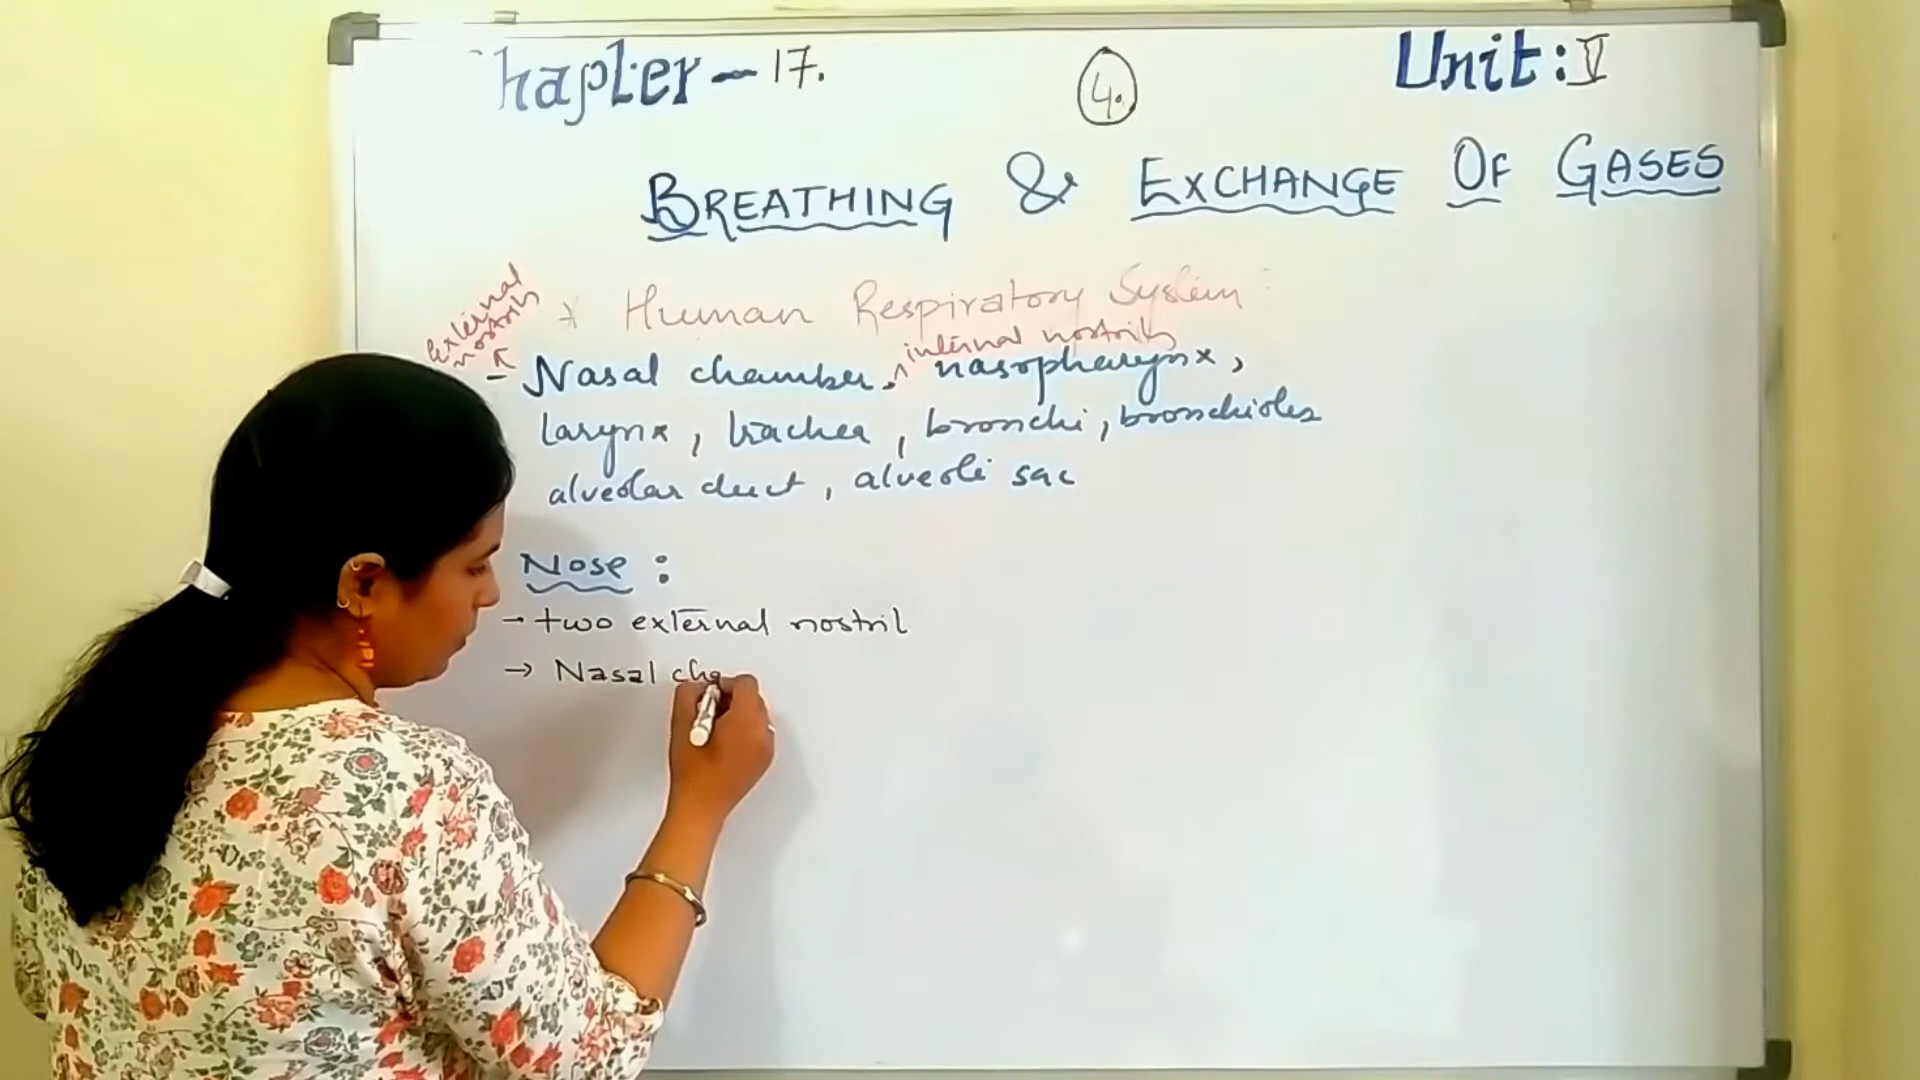 Chapter - 17.
4.
Unit: V
BREATHING & EXCHANGE OF GASES
external nostrils
* Human Respiratory System:
internal nostrils
- Nasal chamber, nasopharynx,
larynx, trachea, bronchi, bronchioles
alveolar duct, alveoli sac
Nose:
→ two external nostril
→ Nasal cha